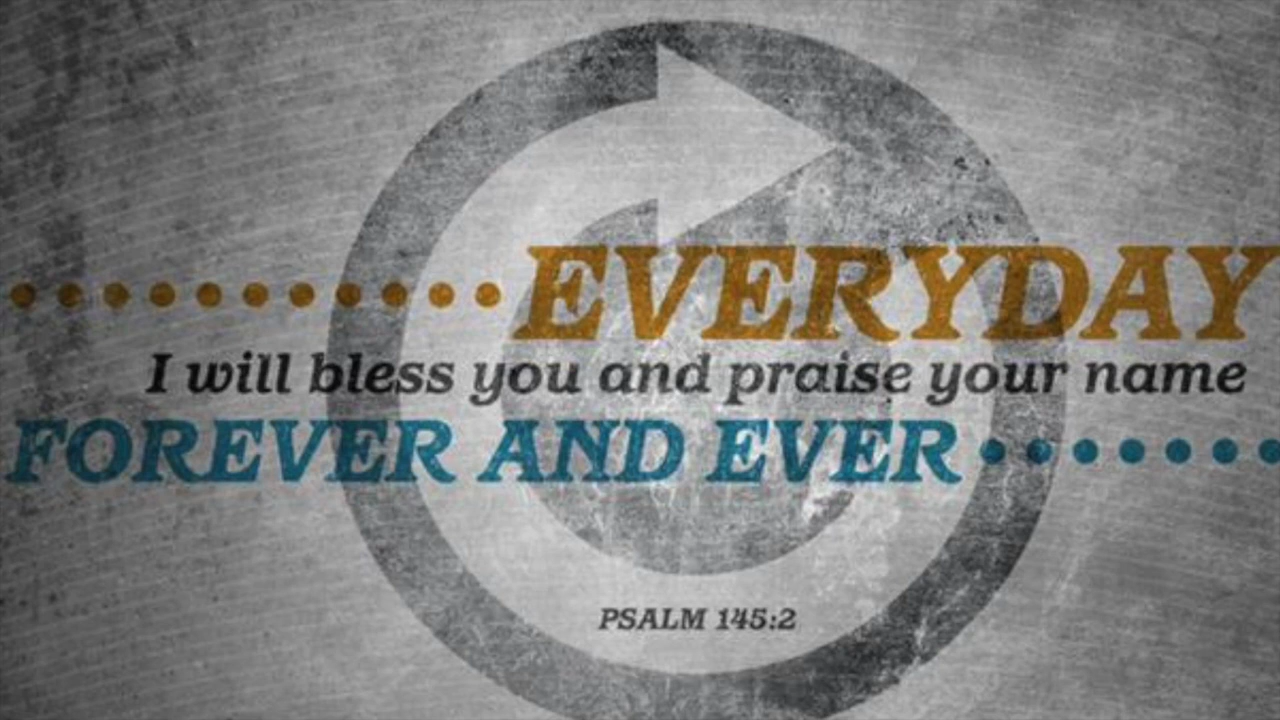 EVERYDAY
I will bless you and praise your name
FOREVER AND EVER
PSALM 145:2